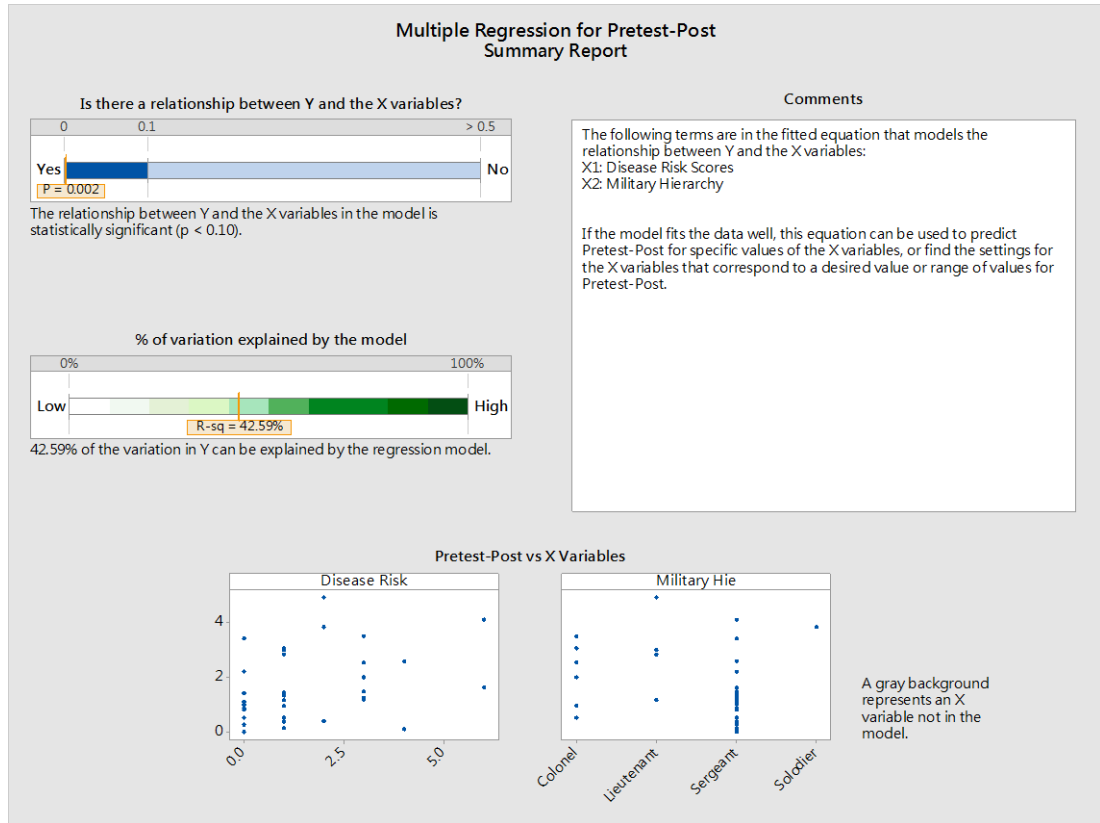 Multiple Regression for Pretest-Post
Summary Report
Is there a relationship between Y and the X variables?
0 0.1 > 0.5
Yes No
P = 0.002
The relationship between Y and the X variables in the model is
statistically significant (p < 0.10).
% of variation explained by the model
0% 100%
Low High
R-sq = 42.59%
42.59% of the variation in Y can be explained by the regression model.
Comments
The following terms are in the fitted equation that models the
relationship between Y and the X variables:
X1: Disease Risk Scores
X2: Military Hierarchy
If the model fits the data well, this equation can be used to predict
Pretest-Post for specific values of the X variables, or find the settings for
the X variables that correspond to a desired value or range of values for
Pretest-Post.
Pretest-Post vs X Variables
Disease Risk
Military Hie
4
2
0
0.0 2.5 5.0
Colonel Lieutenant Sergeant Solodier
A gray background
represents an X
variable not in the
model.